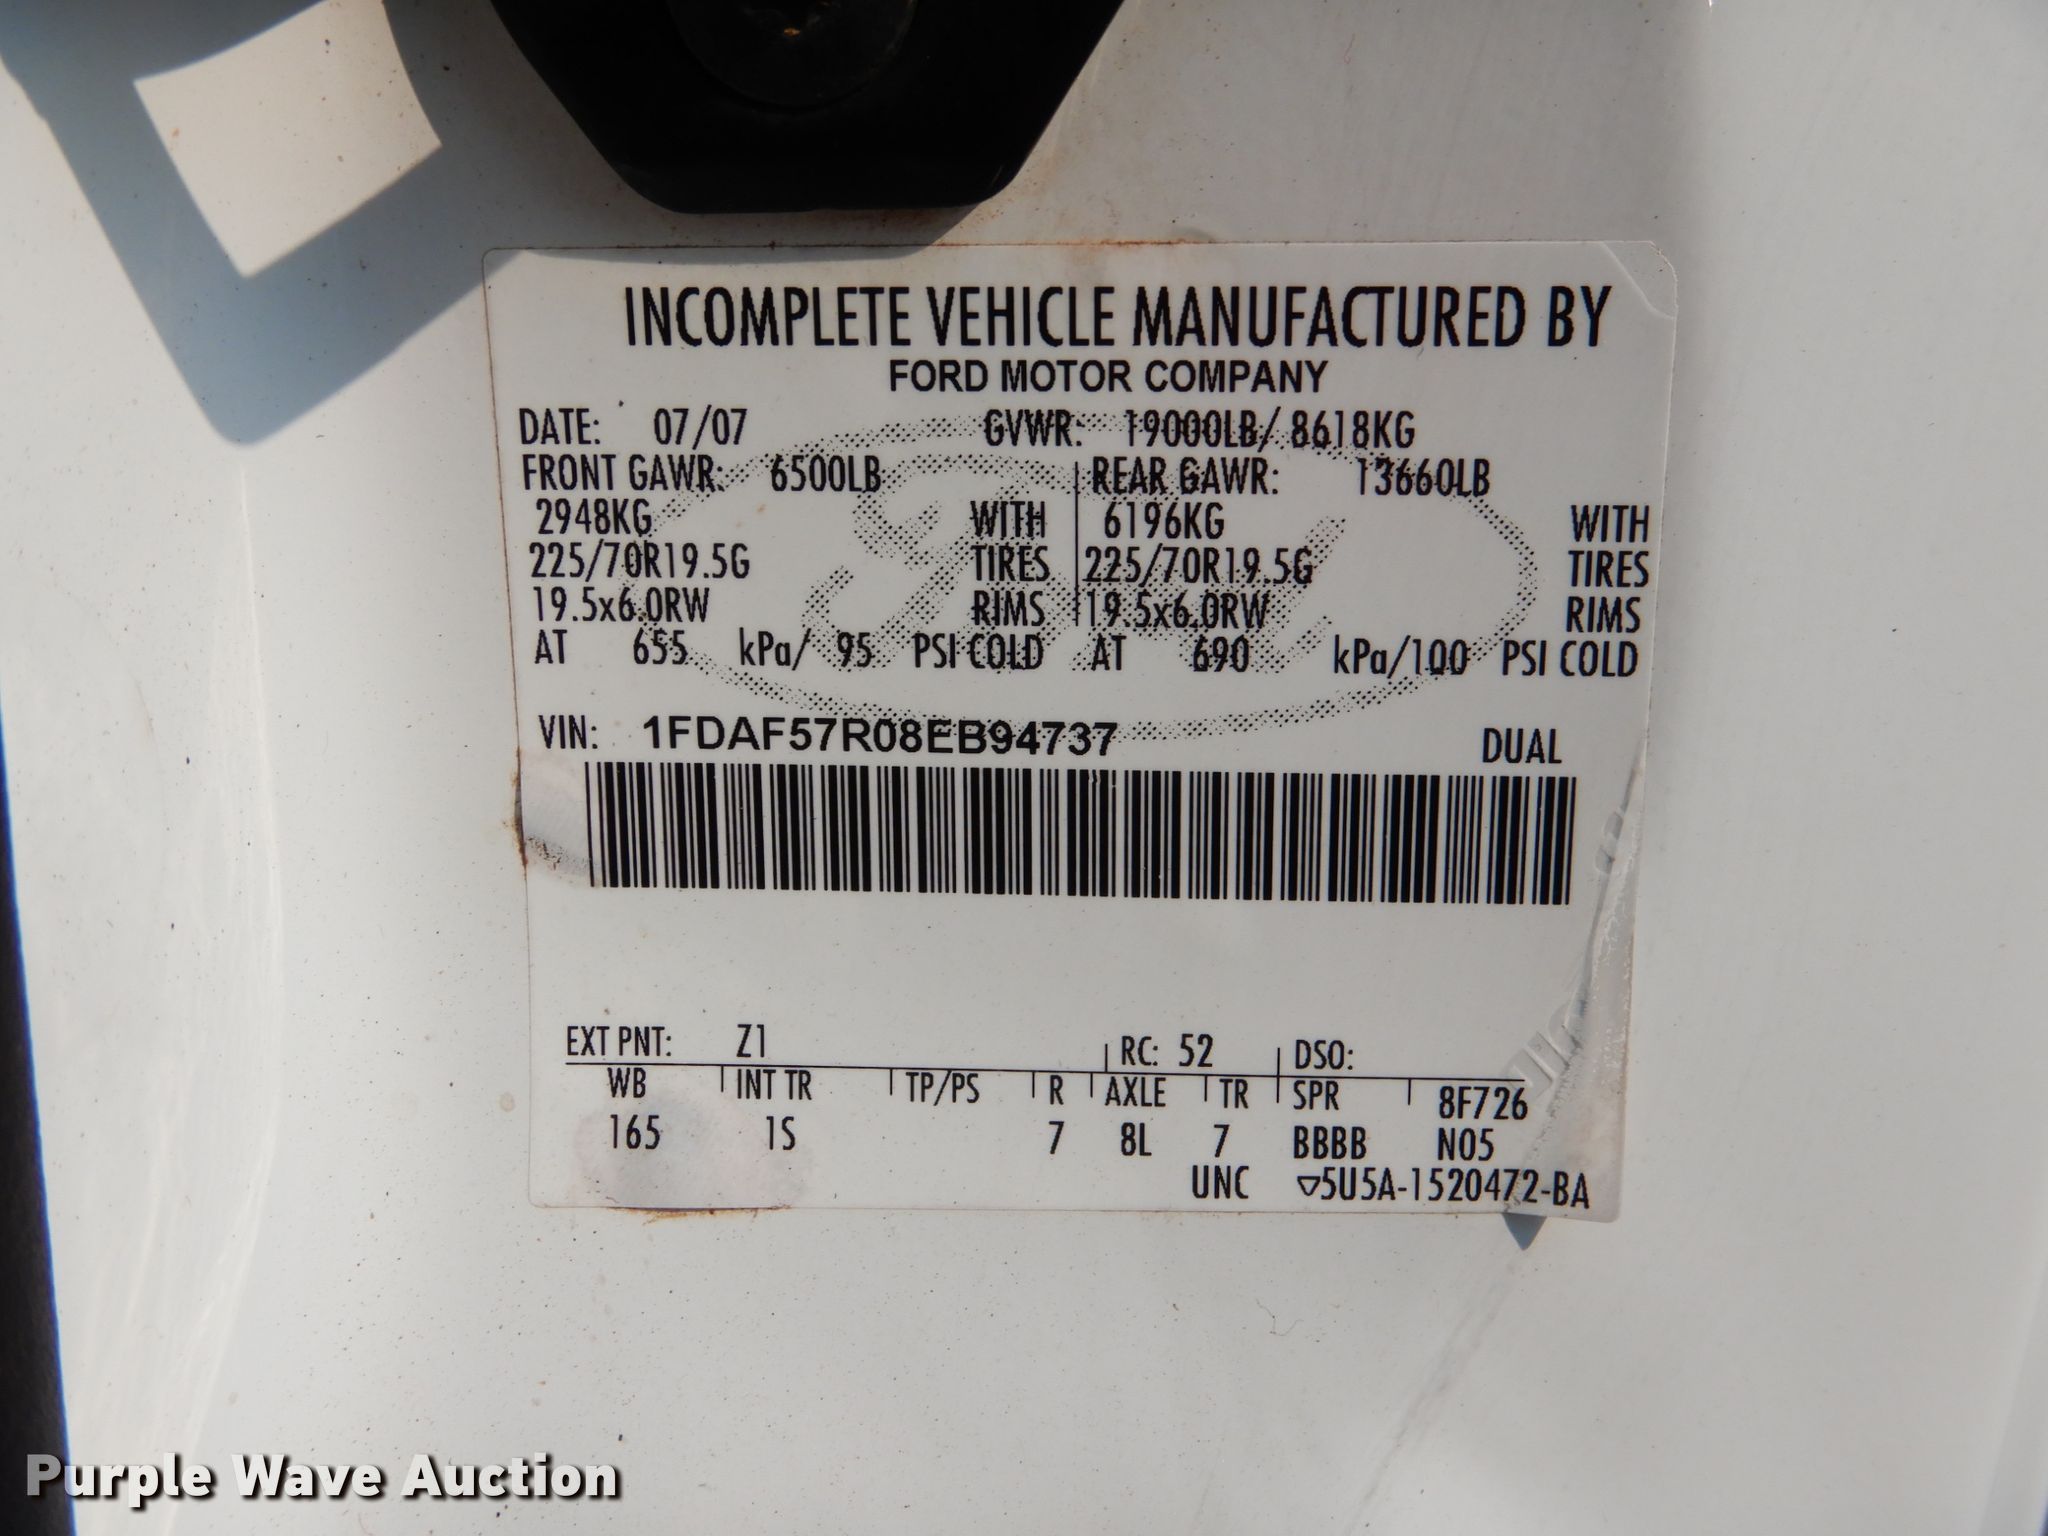 INCOMPLETE VEHICLE MANUFACTURED BY
FORD MOTOR COMPANY
DATE: 07/07 GVWR: 19000LB/ 8618KG
FRONT GAWR: 6500LB REAR GAWR: 13660LB
2948KG WITH 6196KG WITH
225/70R19.5G TIRES 225/70R19.5G TIRES
19.5x6.0RW RIMS 19.5x6.0RW RIMS
AT 655 kPa/ 95 PSI COLD AT 690 kPa/100 PSI COLD
VIN: 1FDAF57R08EB94737 DUAL
EXT PNT: Z1 RC: 52 DSO:
WB INT TR TP/PS R AXLE TR SPR 8F726
165 1S 7 8L 7 BBBB N05
UNC ▽5U5A-1520472-BA
Purple Wave Auction